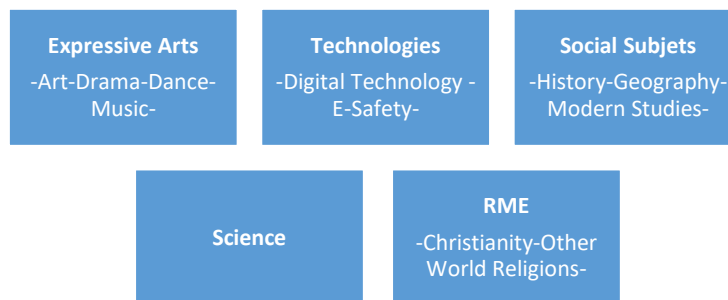 Expressive Arts
-Art-Drama-Dance-
Music-
Technologies
-Digital Technology -
E-Safety-
Social Subjets
-History-Geography-
Modern Studies-
Science
RME
-Christianity-Other
World Religions-